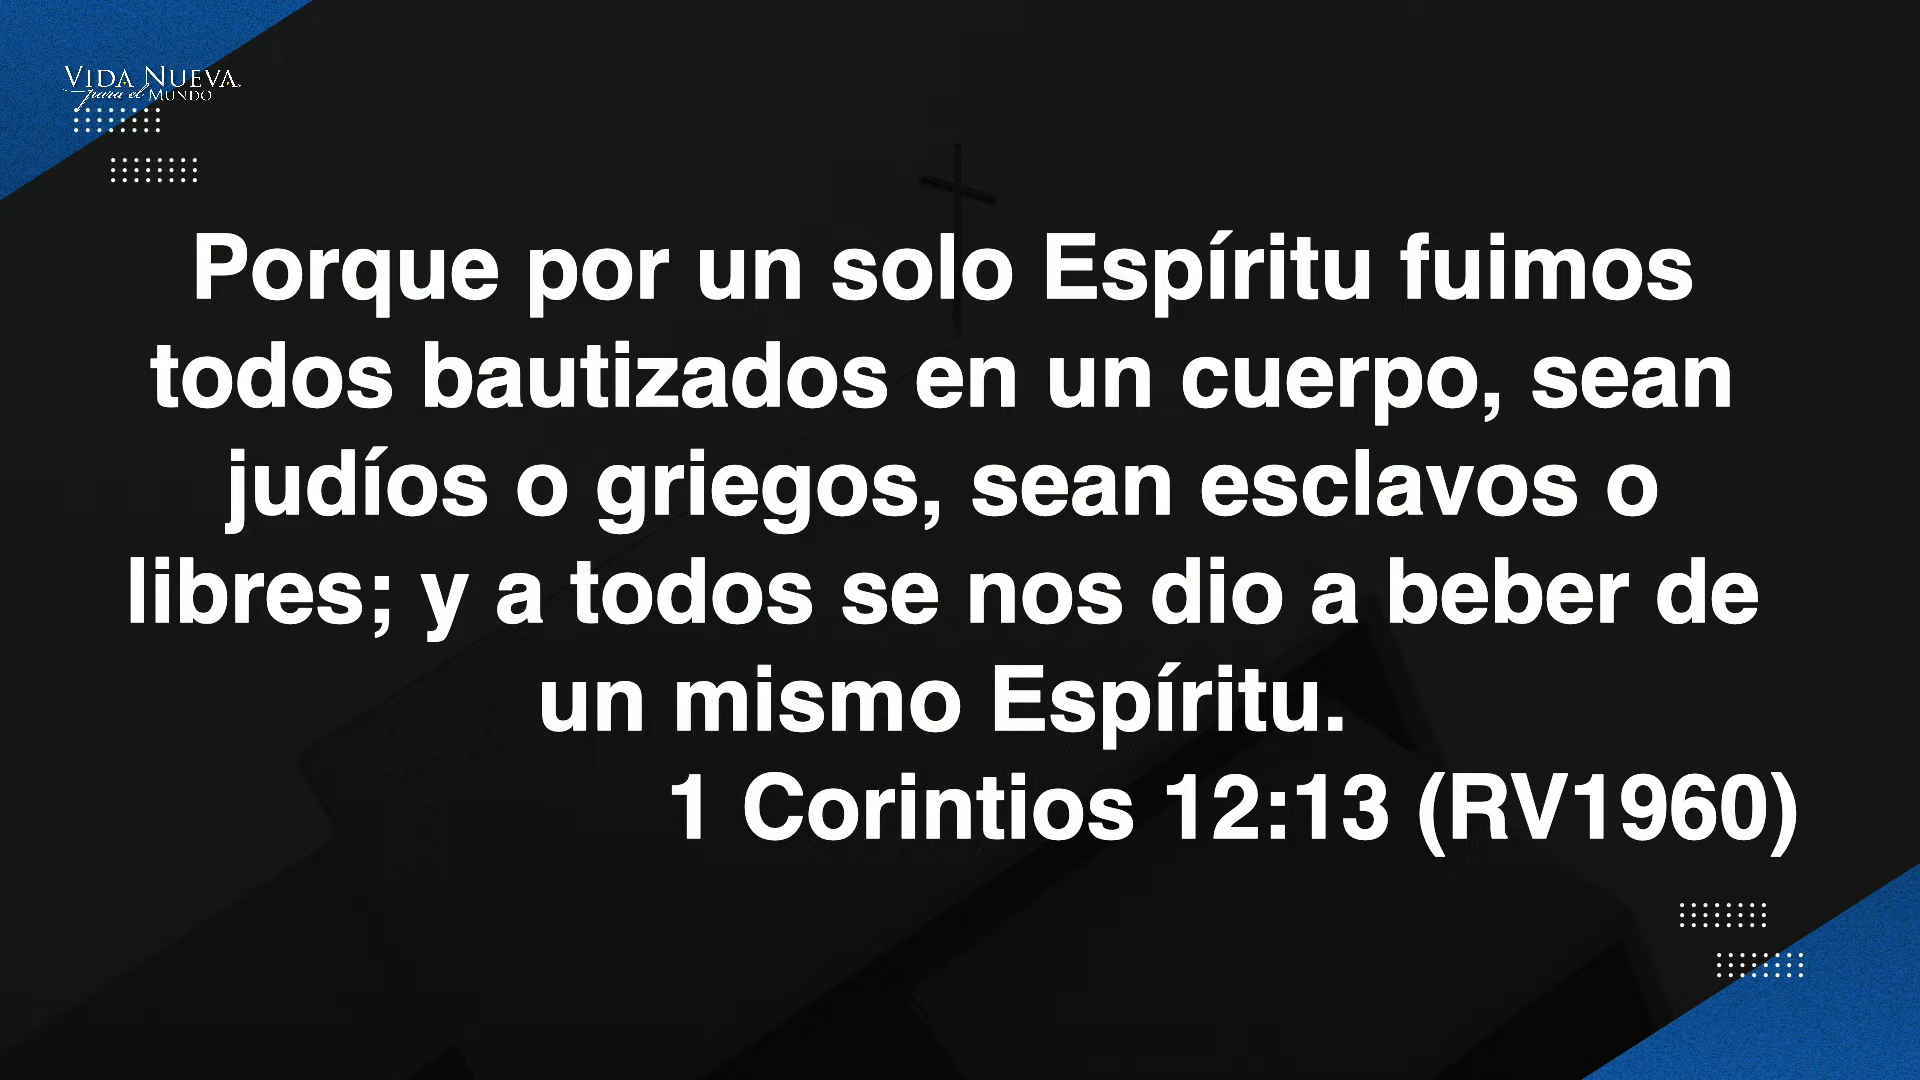 VIDA NUEVA
para el MUNDO
Porque por un solo Espíritu fuimos
todos bautizados en un cuerpo, sean
judíos o griegos, sean esclavos o
libres; y a todos se nos dio a beber de
un mismo Espíritu.
1 Corintios 12:13 (RV1960)